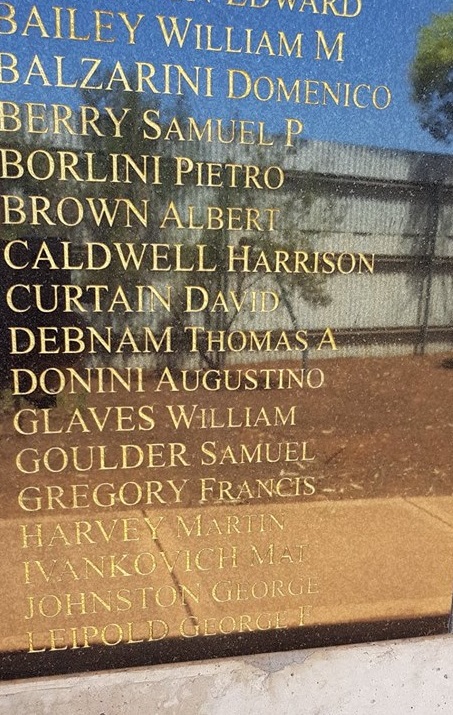 EDWARD
BAILEY WILLIAM M
BALZARINI DOMENICO
BERRY SAMUEL P
BORLINI PIETRO
BROWN ALBERT
CALDWELL HARRISON
CURTAIN DAVID
DEBNAM THOMAS A
DONINI AUGUSTINO
GLAVES WILLIAM
GOULDER SAMUEL
GREGORY FRANCIS
HARVEY MARTIN
IVANKOVICH MAT
JOHNSTON GEORGE
LEIPOLD GEORGE F